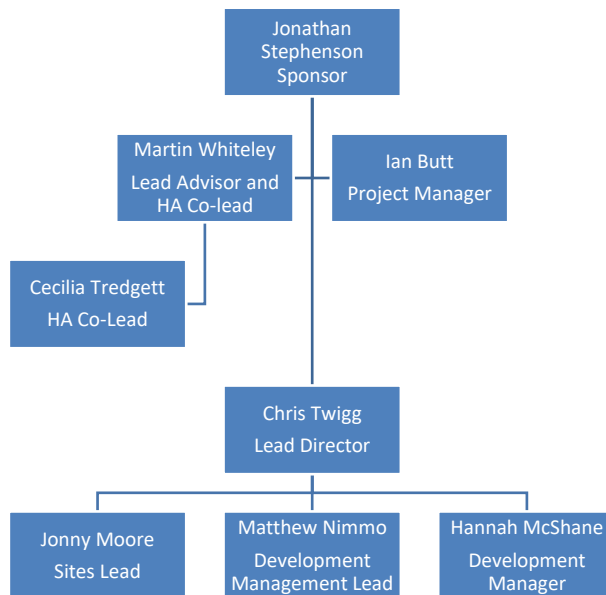 Jonathan
Stephenson
Sponsor
Martin Whiteley
Lead Advisor and
HA Co-lead
Ian Butt
Project Manager
Cecilia Tredgett
HA Co-Lead
Chris Twigg
Lead Director
Jonny Moore
Sites Lead
Matthew Nimmo
Development
Management Lead
Hannah McShane
Development
Manager